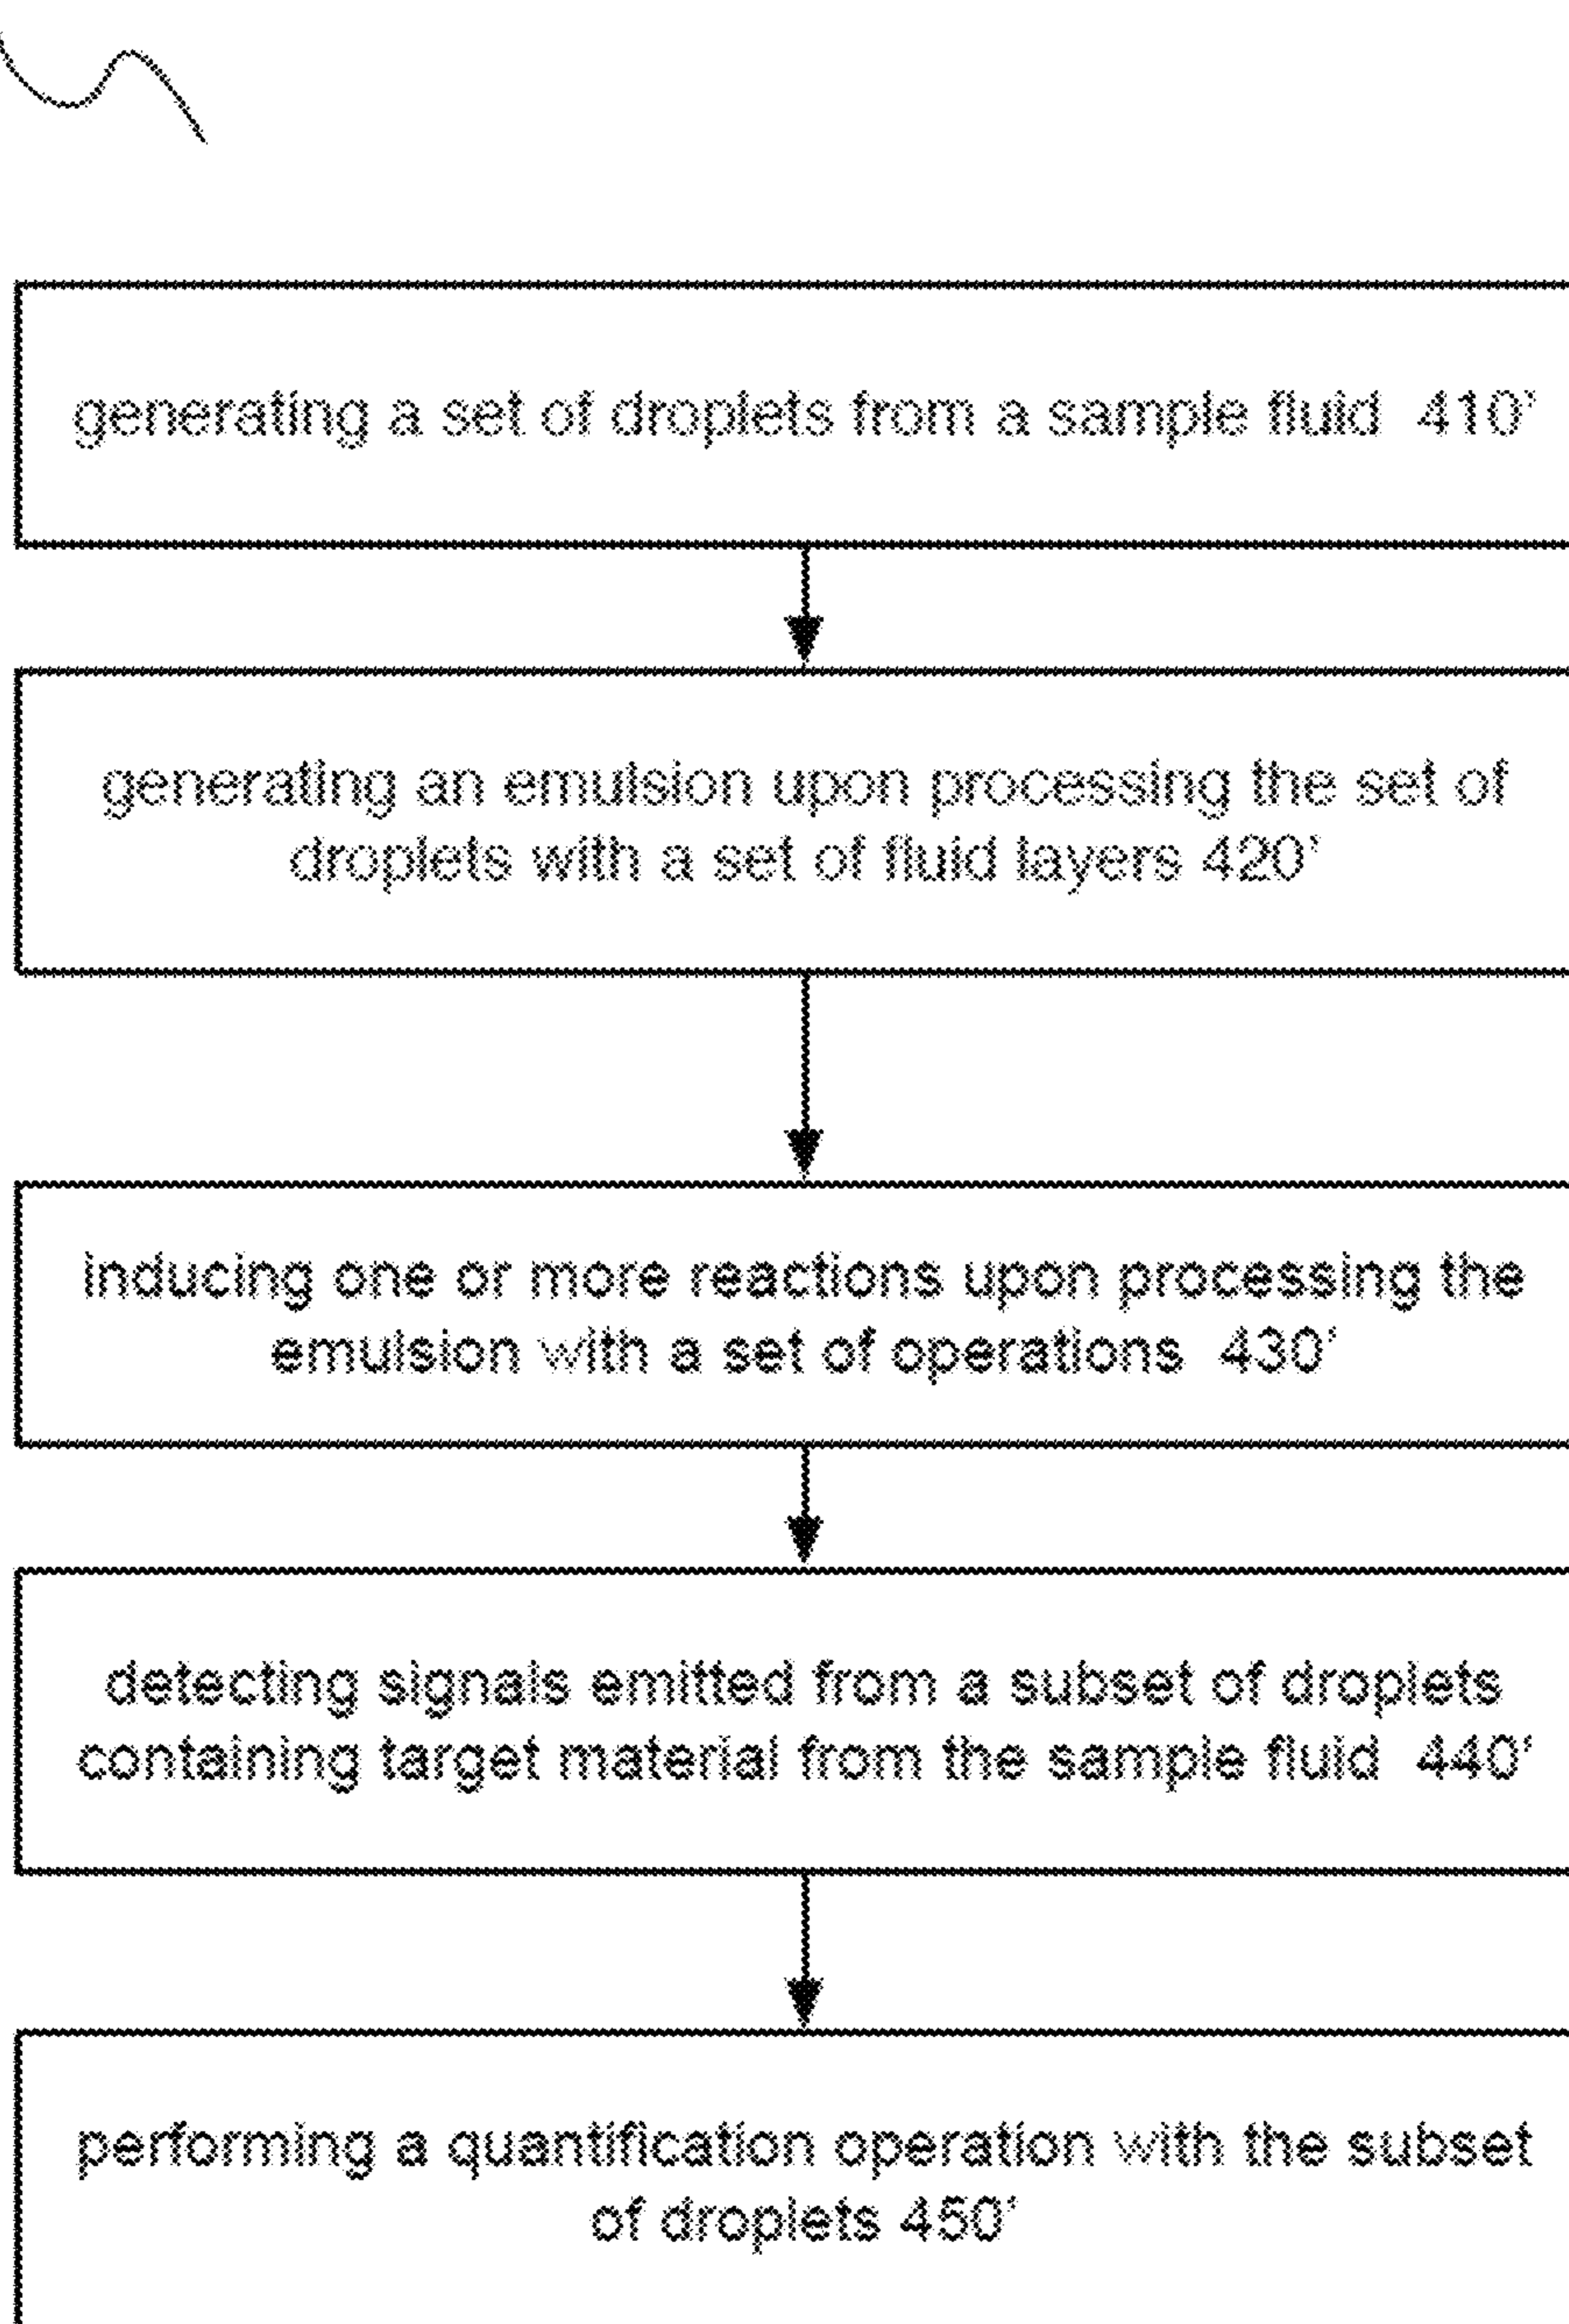 generating a set of droplets from a sample fluid 410'
generating an emulsion upon processing the set of
droplets with a set of fluid layers 420'
inducing one or more reactions upon processing the
emulsion with a set of operations 430'
detecting signals emitted from a subset of droplets
containing target material from the sample fluid 440'
performing a quantification operation with the subset
of droplets 450'